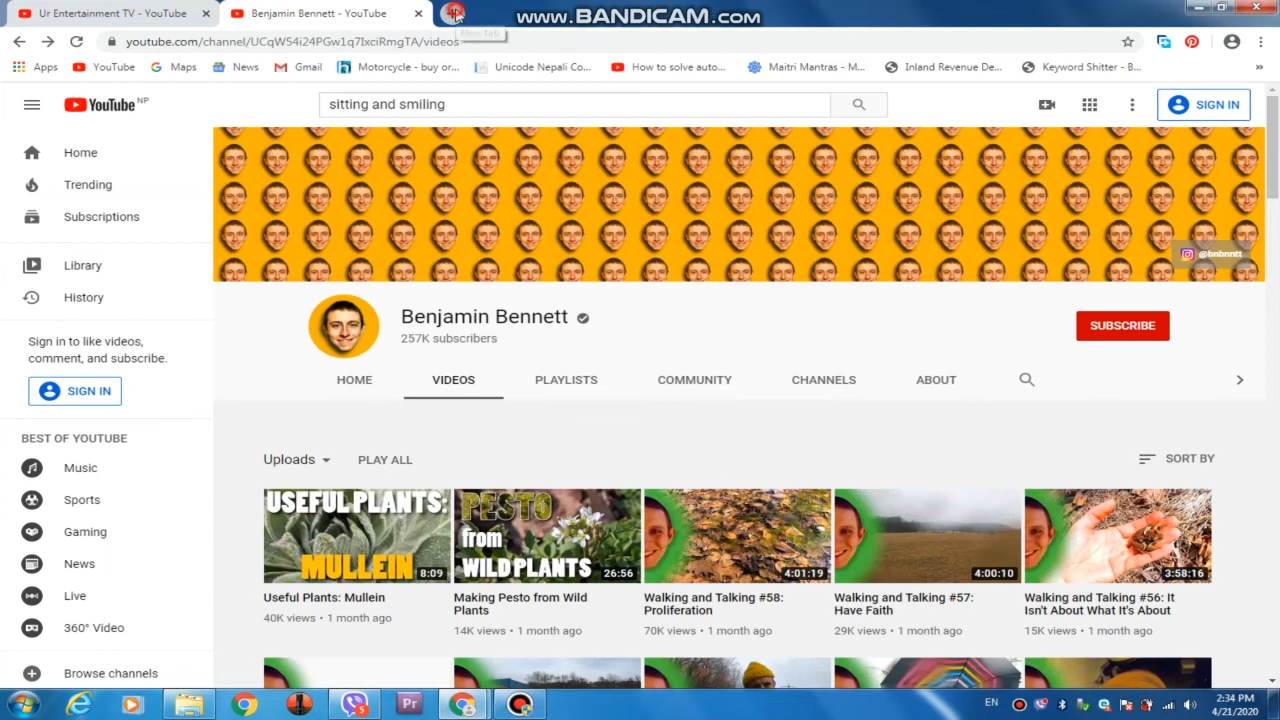 Ur Entertainment TV - YouTube
Benjamin Bennett - YouTube
www.BANDICAM.com
New tab
youtube.com/channel/UCqW54i24PGw1q7IxciRmgTA/videos
Apps
YouTube
Maps
News
Gmail
Motorcycle - buy or...
Unicode Nepali Co...
How to solve auto...
Maitri Mantras - M...
Inland Revenue De...
Keyword Shitter - B...
»
YouTube NP
sitting and smiling
SIGN IN
Home
Trending
Subscriptions
Library
History
Sign in to like videos,
comment, and subscribe.
SIGN IN
BEST OF YOUTUBE
Music
Sports
Gaming
News
Live
360° Video
Browse channels
@bnbnntt
Benjamin Bennett
257K subscribers
SUBSCRIBE
HOME
VIDEOS
PLAYLISTS
COMMUNITY
CHANNELS
ABOUT
Uploads
PLAY ALL
SORT BY
USEFUL PLANTS:
MULLEIN
8:09
Useful Plants: Mullein
40K views • 1 month ago
PESTO
from
WILD PLANTS
26:56
Making Pesto from Wild
Plants
14K views • 1 month ago
4:01:19
Walking and Talking #58:
Proliferation
70K views • 1 month ago
4:00:10
Walking and Talking #57:
Have Faith
29K views • 1 month ago
3:58:16
Walking and Talking #56: It
Isn't About What It's About
15K views • 1 month ago
5
Pr
EN
2:34 PM
4/21/2020